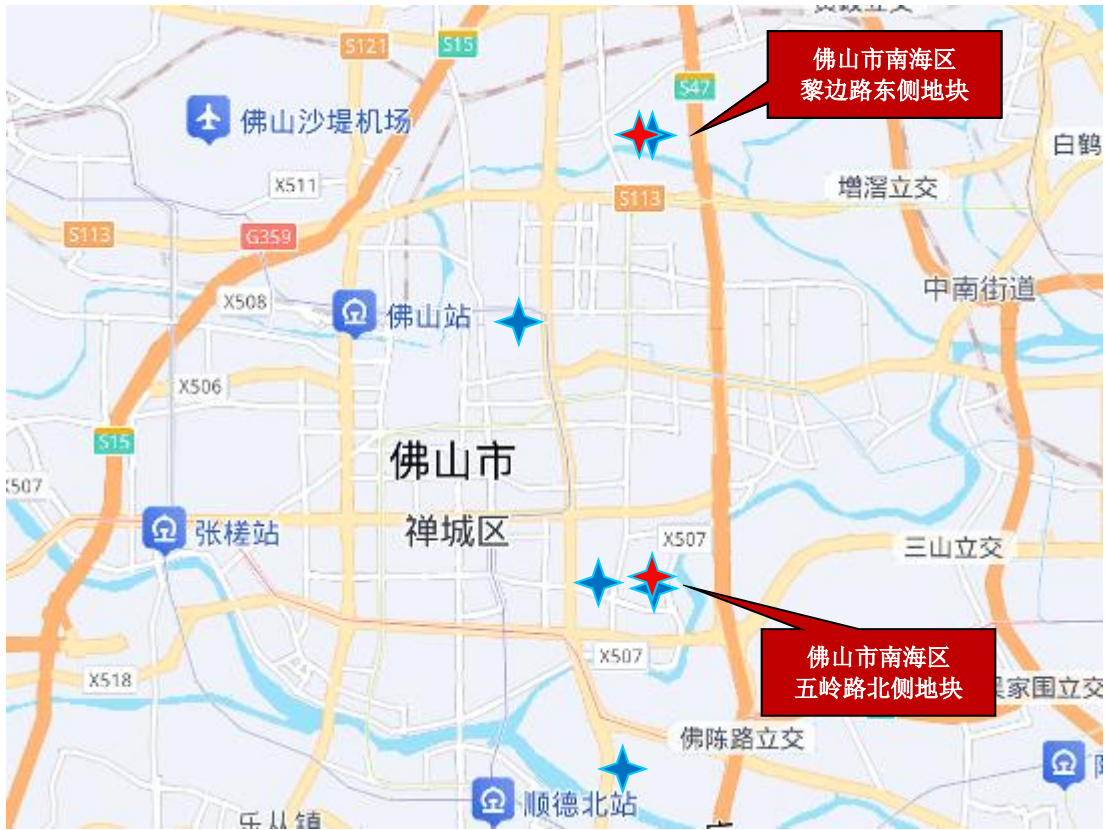 S121
S15
佛山市南海区
黎边路东侧地块
S47
佛山沙堤机场
白鹤
X511
增滘立交
S113
S113
G359
中南街道
X508
佛山站
X506
S15
佛山市
X507
禅城区
张槎站
X507
三山立交
X507
佛山市南海区
五岭路北侧地块
X518
家围立交
佛陈路立交
顺德北站
乐从镇